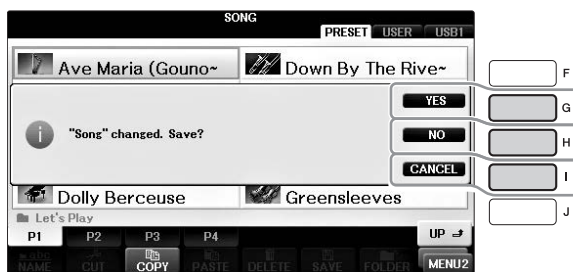 SONG
PRESET USER USB1
Ave Maria (Gouno~ Down By The Rive~
F
YES
G
"Song" changed. Save?
NO
H
CANCEL
I
Dolly Berceuse Greensleeves
J
Let's Play
P1 P2 P3 P4 UP
NAME CUT COPY PASTE DELETE SAVE FOLDER MENU2